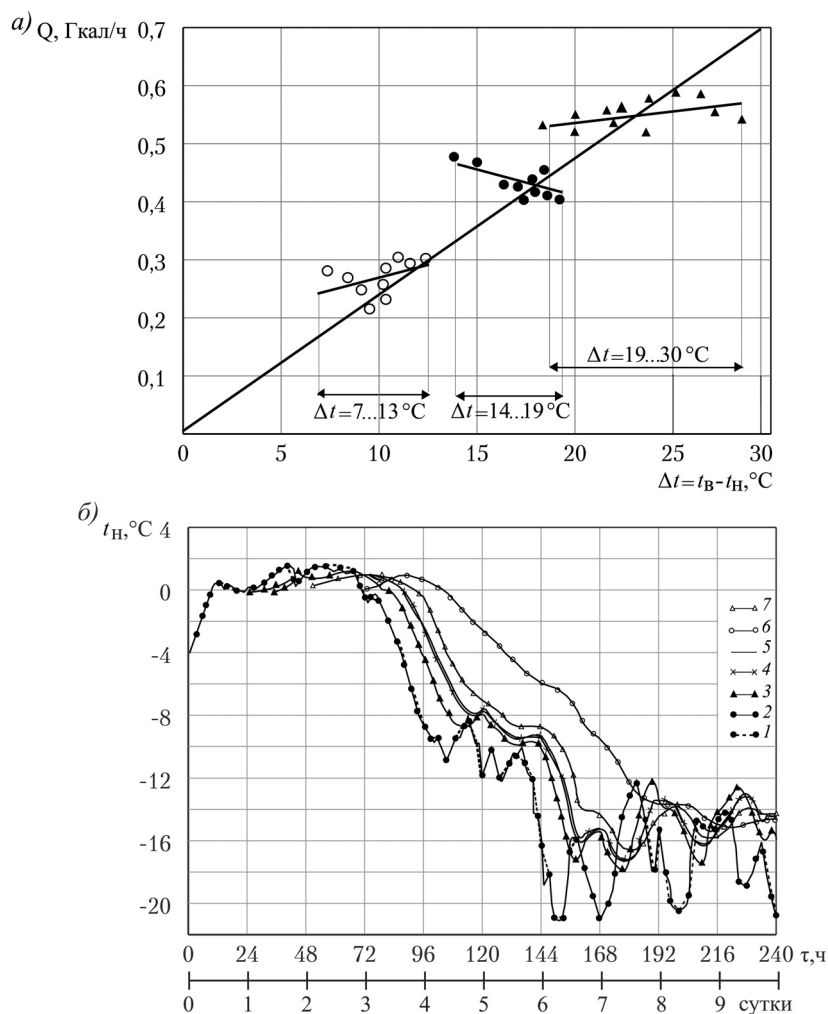 а) Q, Гкал/ч
0,7
0,6
0,5
0,4
0,3
0,2
0,1
Δt=19...30 °C
Δt=7...13 °C Δt=14...19 °C
0 5 10 15 20 25 30
Δt=tв-tн,°C
б)
tн,°C 4
0
-4
-8
-12
-16
-20
7
6
5
4
3
2
1
0 24 48 72 96 120 144 168 192 216 240 τ,ч
0 1 2 3 4 5 6 7 8 9 сутки